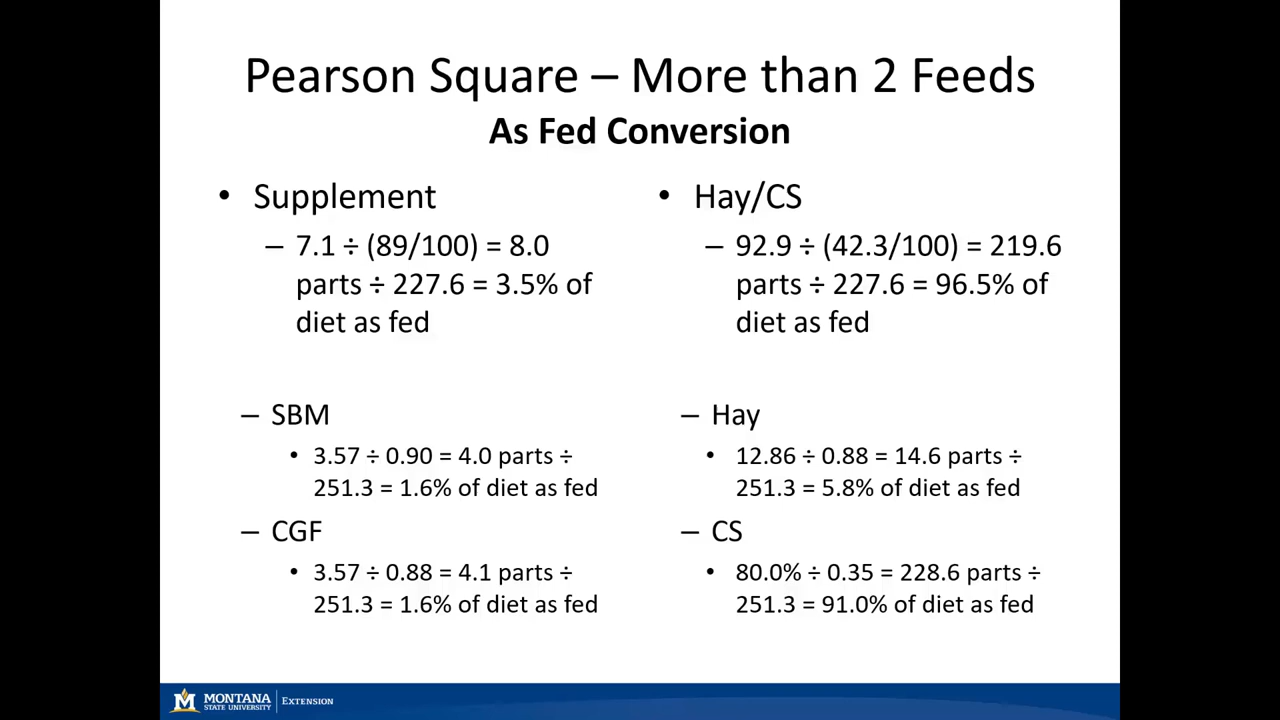 Pearson Square – More than 2 Feeds
As Fed Conversion
• Supplement
– 7.1 ÷ (89/100) = 8.0
parts ÷ 227.6 = 3.5% of
diet as fed
– SBM
• 3.57 ÷ 0.90 = 4.0 parts ÷
251.3 = 1.6% of diet as fed
– CGF
• 3.57 ÷ 0.88 = 4.1 parts ÷
251.3 = 1.6% of diet as fed
• Hay/CS
– 92.9 ÷ (42.3/100) = 219.6
parts ÷ 227.6 = 96.5% of
diet as fed
– Hay
• 12.86 ÷ 0.88 = 14.6 parts ÷
251.3 = 5.8% of diet as fed
– CS
• 80.0% ÷ 0.35 = 228.6 parts ÷
251.3 = 91.0% of diet as fed
M
MONTANA
STATE UNIVERSITY
EXTENSION